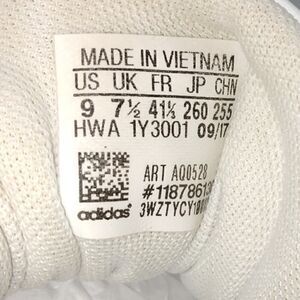 MADE IN VIETNAM
US UK FR JP CHN
9 7½ 41⅓ 260 255
HWA 1Y3001 09/17
ART AQ0528
adidas